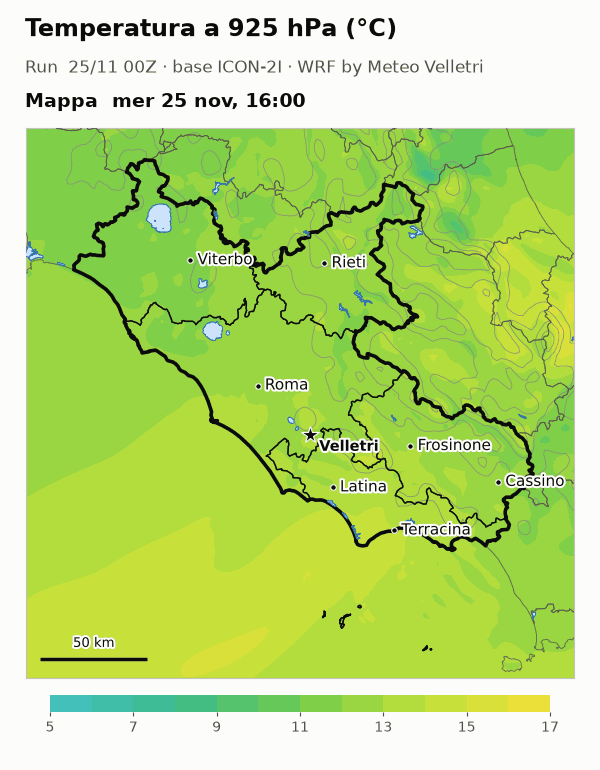 Temperatura a 925 hPa (°C)
Run  25/11 00Z · base ICON-2I · WRF by Meteo Velletri
Mappa  mer 25 nov, 16:00
Viterbo
Rieti
Roma
Velletri
Frosinone
Cassino
Latina
Terracina
50 km
5 7 9 11 13 15 17